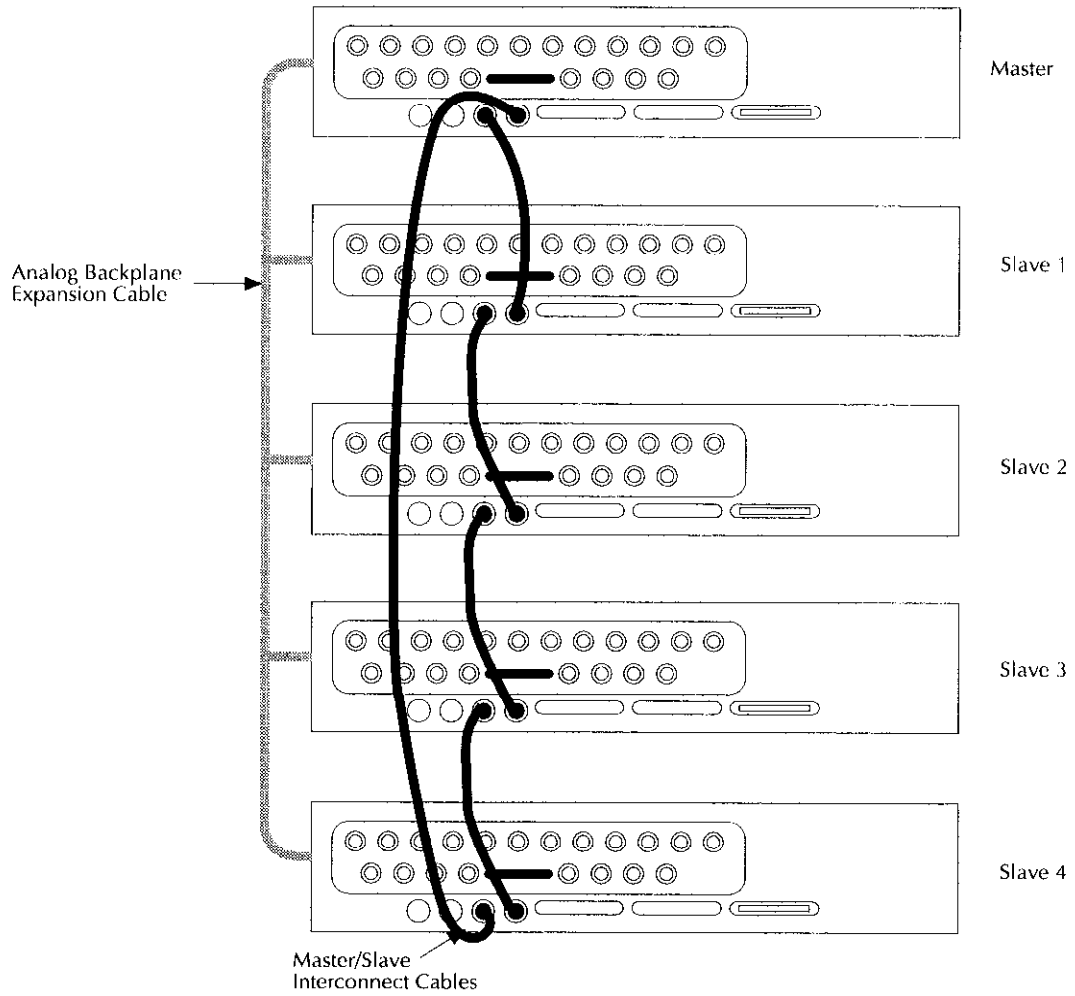 Master
Slave 1
Analog Backplane
Expansion Cable
Slave 2
Slave 3
Slave 4
Master/Slave
Interconnect Cables